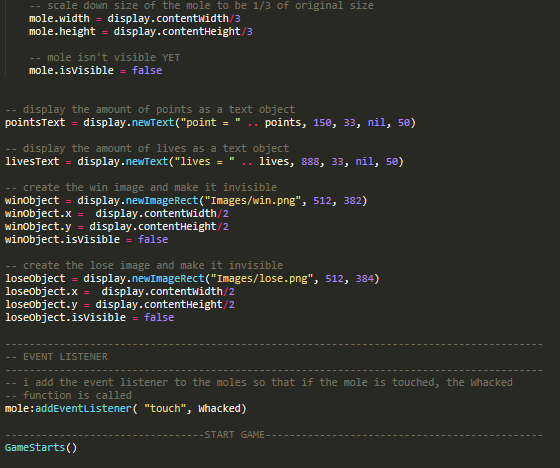 -- scale down size of the mole to be 1/3 of original size
mole.width = display.contentWidth/3
mole.height = display.contentHeight/3
-- mole isn't visible YET
mole.isVisible = false
-- display the amount of points as a text object
pointsText = display.newText("point = " .. points, 150, 33, nil, 50)
-- display the amount of lives as a text object
livesText = display.newText("lives = " .. lives, 888, 33, nil, 50)
-- create the win image and make it invisible
winObject = display.newImageRect("Images/win.png", 512, 382)
winObject.x =  display.contentWidth/2
winObject.y = display.contentHeight/2
winObject.isVisible = false
-- create the lose image and make it invisible
loseObject = display.newImageRect("Images/lose.png", 512, 384)
loseObject.x =  display.contentWidth/2
loseObject.y = display.contentHeight/2
loseObject.isVisible = false
-----------------------------------------------------------------------------------------
-- EVENT LISTENER
-----------------------------------------------------------------------------------------
-- i add the event listener to the moles so that if the mole is touched, the Whacked
-- function is called
mole:addEventListener( "touch", Whacked)
---------------------------------START GAME----------------------------------------------
GameStarts()